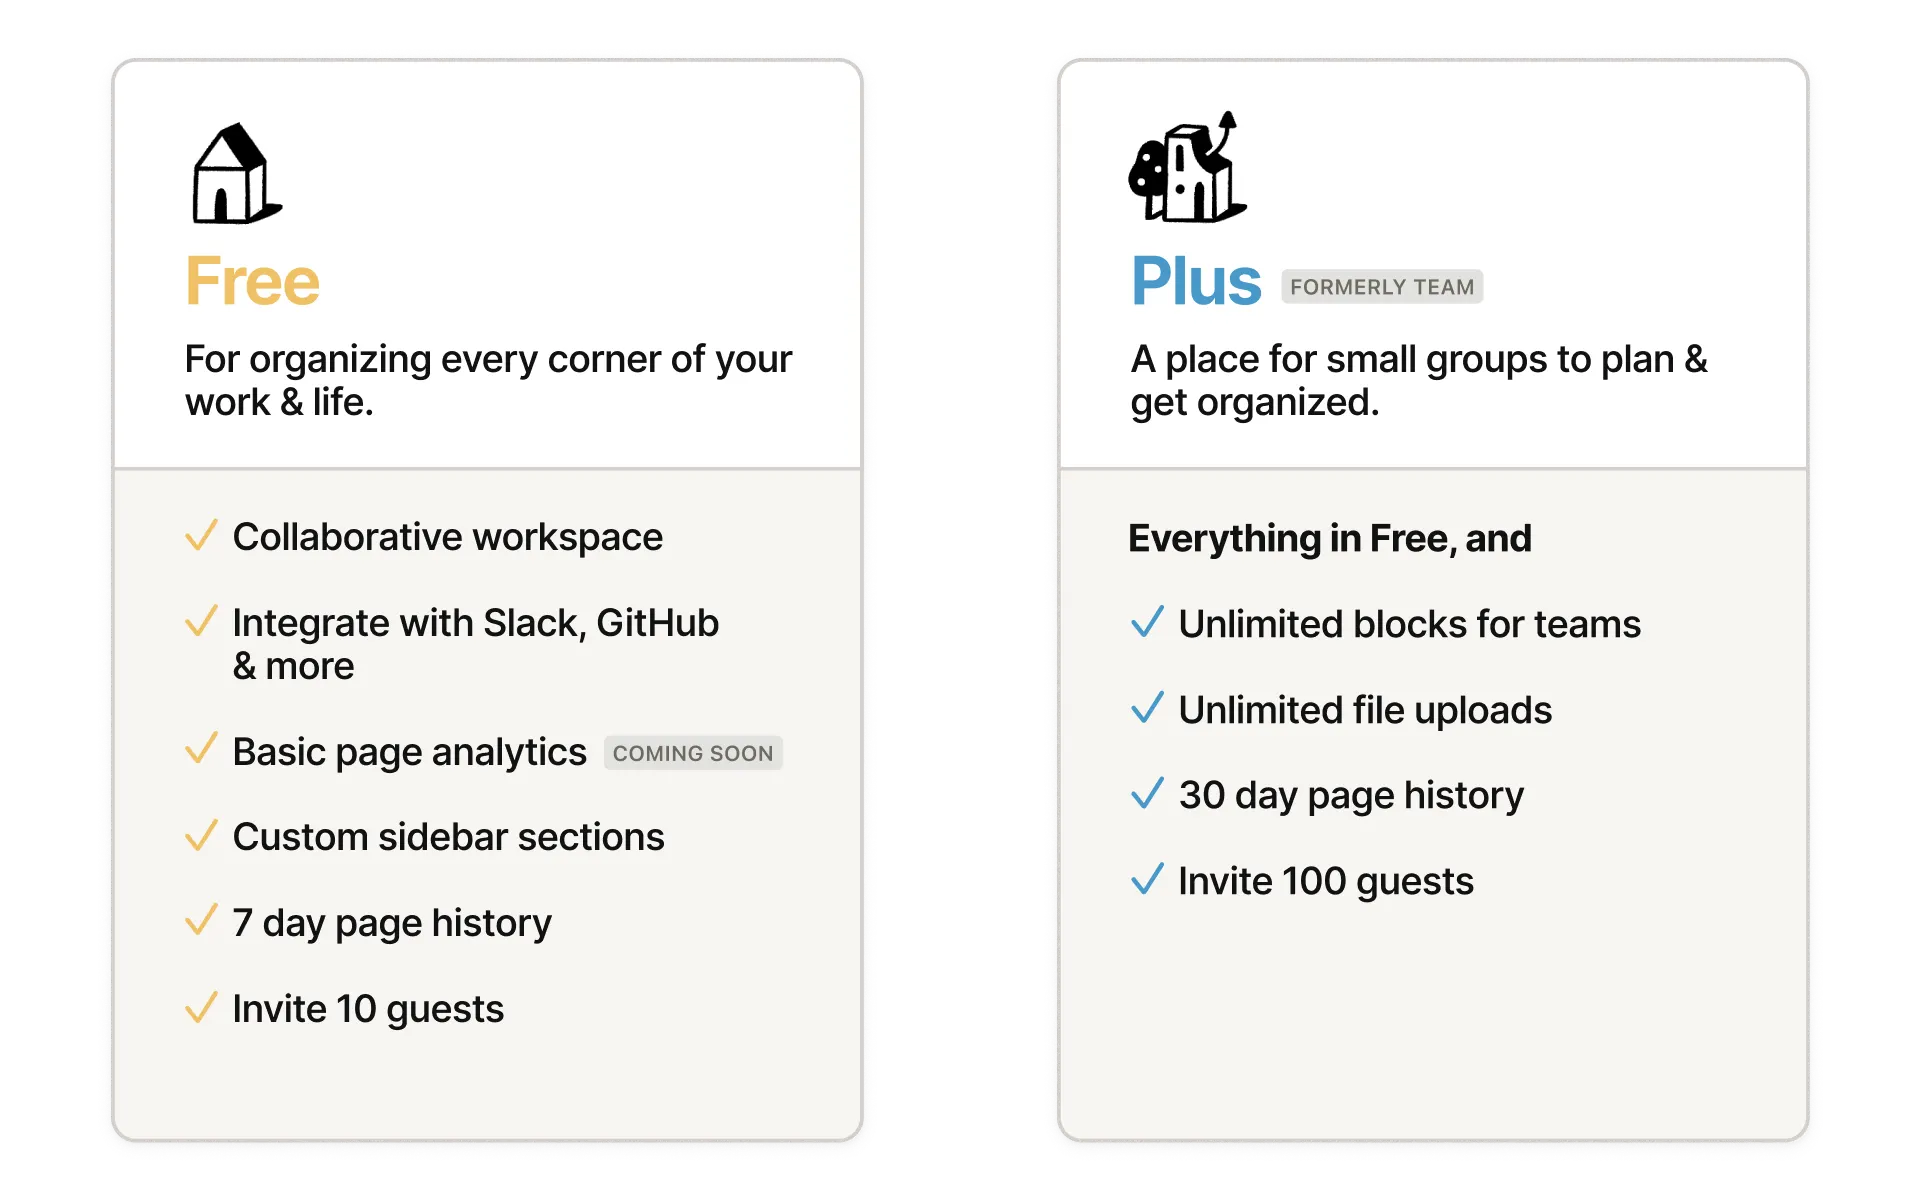 Free
For organizing every corner of your
work & life.
Collaborative workspace
Integrate with Slack, GitHub
& more
Basic page analytics COMING SOON
Custom sidebar sections
7 day page history
Invite 10 guests
Plus FORMERLY TEAM
A place for small groups to plan &
get organized.
Everything in Free, and
Unlimited blocks for teams
Unlimited file uploads
30 day page history
Invite 100 guests